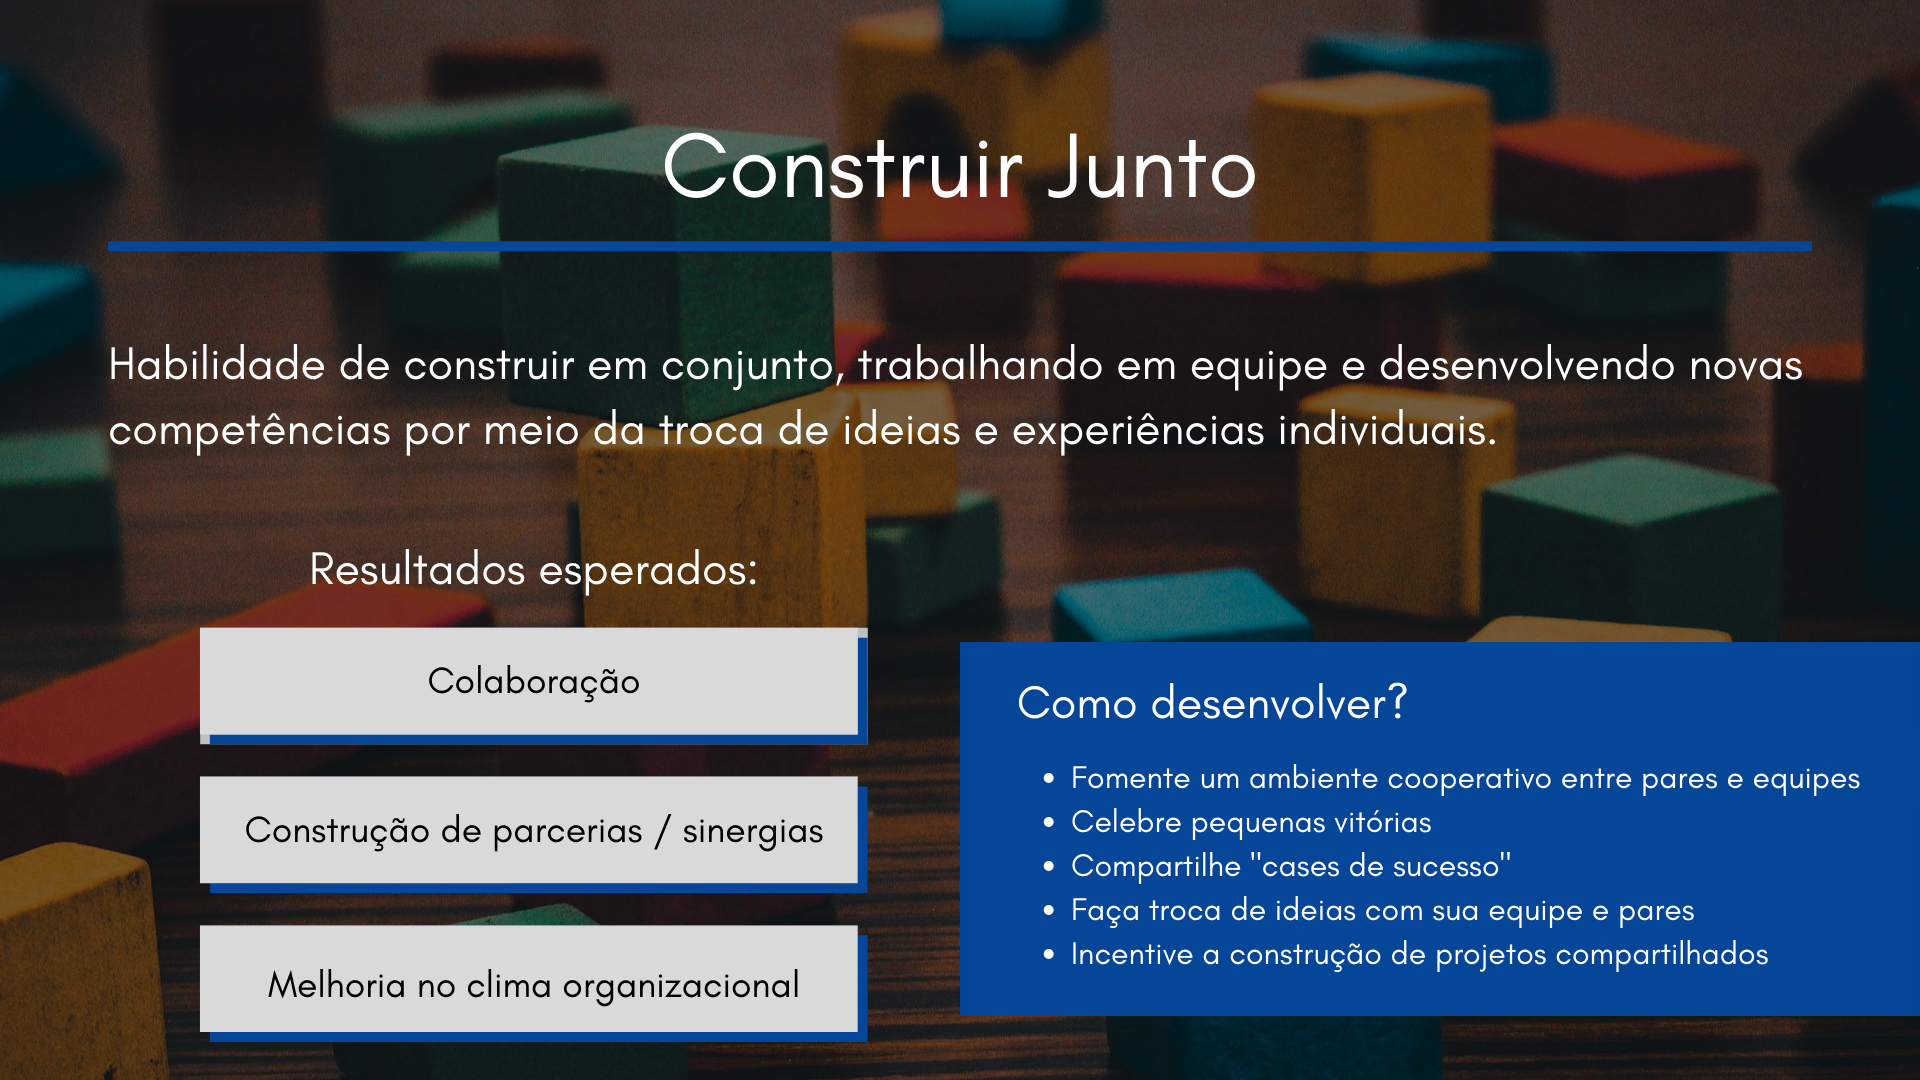 Construir Junto
Habilidade de construir em conjunto, trabalhando em equipe e desenvolvendo novas
competências por meio da troca de ideias e experiências individuais.
Resultados esperados:
Colaboração
Construção de parcerias / sinergias
Melhoria no clima organizacional
Como desenvolver?
• Fomente um ambiente cooperativo entre pares e equipes
• Celebre pequenas vitórias
• Compartilhe "cases de sucesso"
• Faça troca de ideias com sua equipe e pares
• Incentive a construção de projetos compartilhados